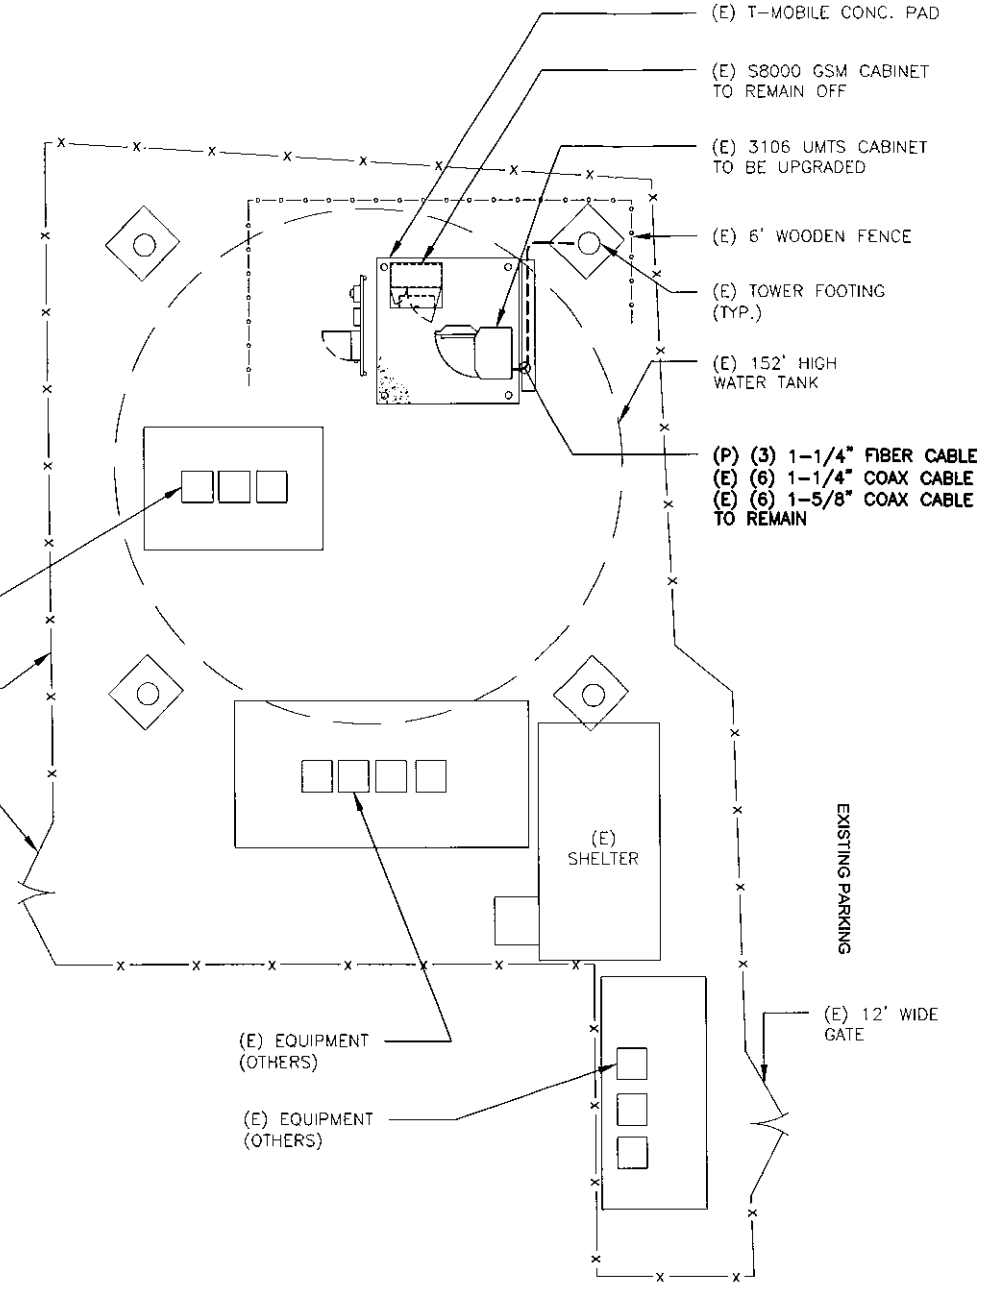 (E) T-MOBILE CONC. PAD
(E) S8000 GSM CABINET
TO REMAIN OFF
(E) 3106 UMTS CABINET
TO BE UPGRADED
(E) 6' WOODEN FENCE
(E) TOWER FOOTING
(TYP.)
(E) 152' HIGH
WATER TANK
(P) (3) 1-1/4" FIBER CABLE
(E) (6) 1-1/4" COAX CABLE
(E) (6) 1-5/8" COAX CABLE
TO REMAIN
EXISTING PARKING
(E)
SHELTER
(E) 12' WIDE
GATE
(E) EQUIPMENT
(OTHERS)
(E) EQUIPMENT
(OTHERS)